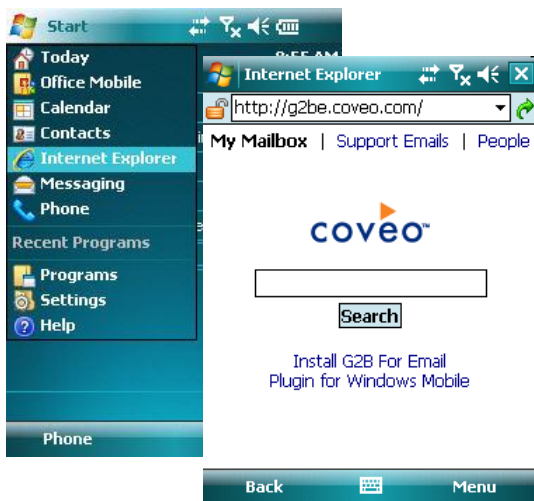 Start
Today
Office Mobile
Calendar
Contacts
Internet Explorer
Messaging
Phone
Recent Programs
Programs
Settings
Help
Phone
Internet Explorer
http://g2be.coveo.com/
My Mailbox | Support Emails | People
coveo™
Search
Install G2B For Email
Plugin for Windows Mobile
Back Menu